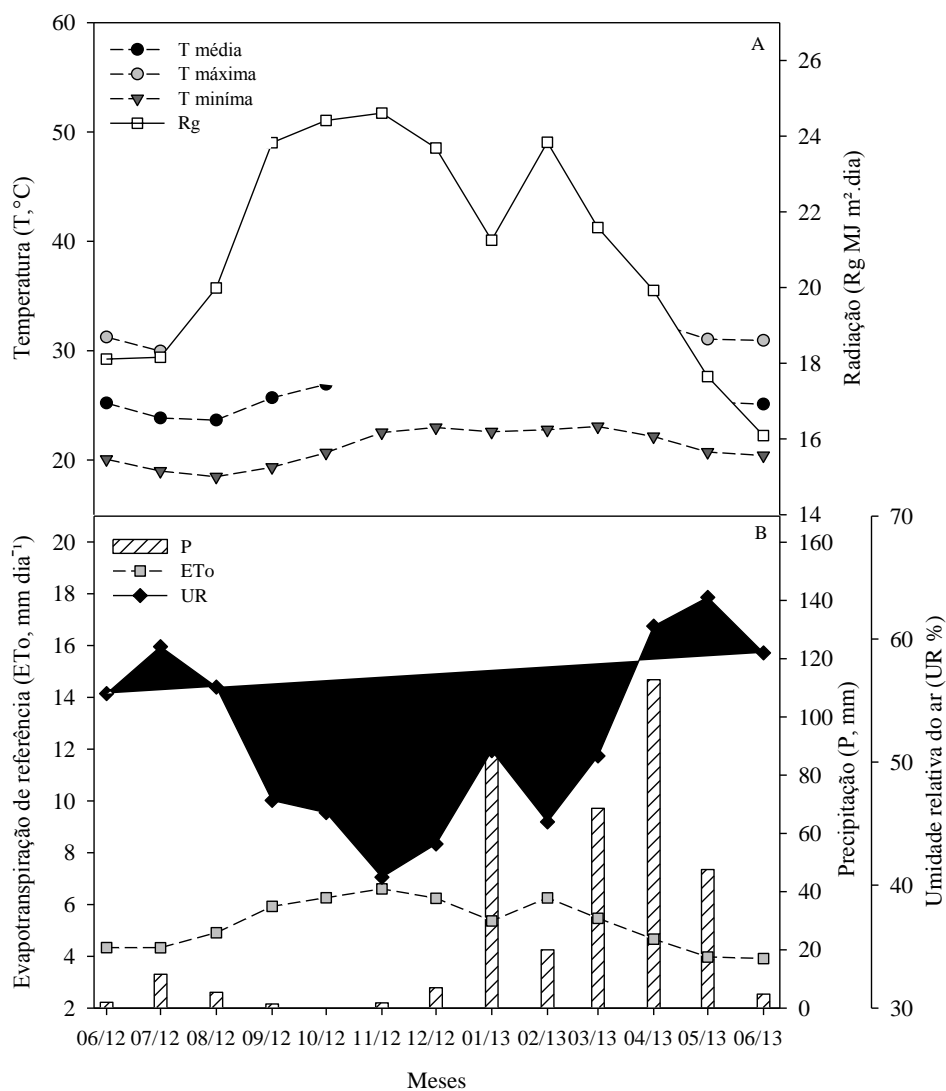 A
T média
T máxima
T miníma
Rg
Temperatura (T,°C)
60
50
40
30
20
Radiação (Rg MJ m².dia)
26
24
22
20
18
16
14
B
P
ETo
UR
Evapotranspiração de referência (ETo, mm dia⁻¹)
20
18
16
14
12
10
8
6
4
2
Precipitação (P, mm)
160
140
120
100
80
60
40
20
0
Umidade relativa do ar (UR %)
70
60
50
40
30
06/12 07/12 08/12 09/12 10/12 11/12 12/12 01/13 02/13 03/13 04/13 05/13 06/13
Meses